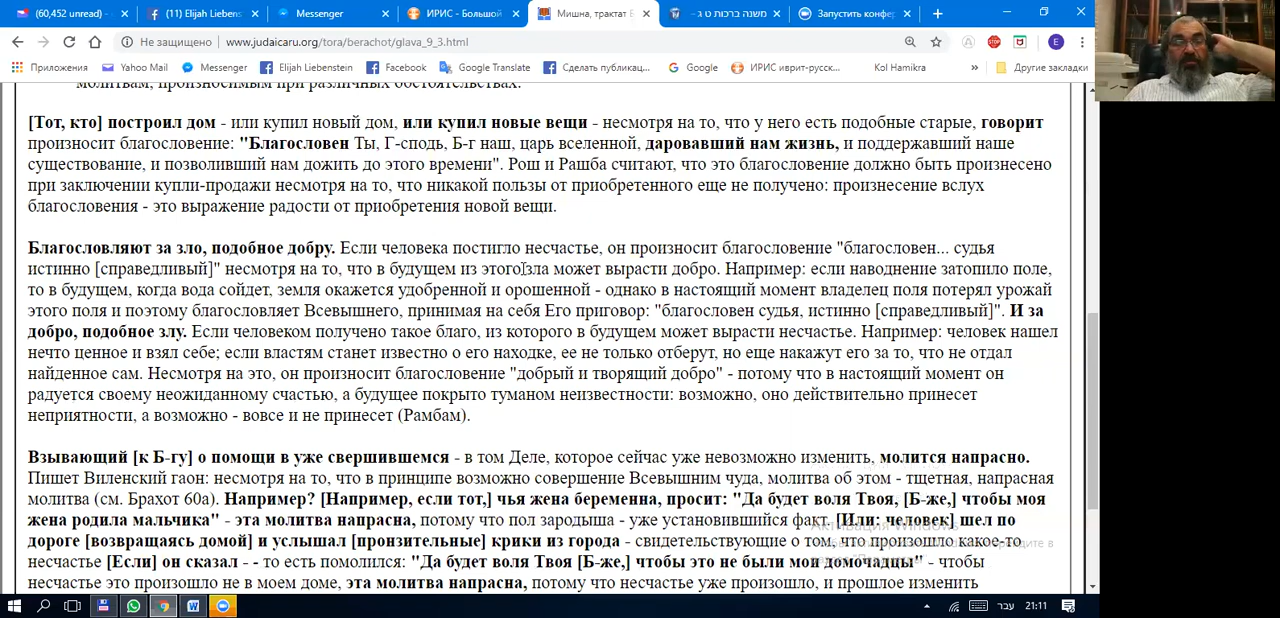 (60,452 unread) -
(11) Elijah Liebens
Messenger
ИРИС - Большой
Мишна, трактат Б
משנה ברכות ט ג -
Запустить конфер
Не защищено | www.judaicaru.org/tora/berachot/glava_9_3.html
Приложения Yahoo Mail Messenger Elijah Liebenstein Facebook Google Translate Сделать публикац... Google ИРИС иврит-русск... Kol Hamikra » Другие закладки
молитвам, произносимым при различных обстоятельствах.
[Тот, кто] построил дом - или купил новый дом, или купил новые вещи - несмотря на то, что у него есть подобные старые, говорит
произносит благословение: "Благословен Ты, Г-сподь, Б-г наш, царь вселенной, даровавший нам жизнь, и поддержавший наше
существование, и позволивший нам дожить до этого времени". Рош и Рашба считают, что это благословение должно быть произнесено
при заключении купли-продажи несмотря на то, что никакой пользы от приобретенного еще не получено: произнесение вслух
благословения - это выражение радости от приобретения новой вещи.
Благословляют за зло, подобное добру. Если человека постигло несчастье, он произносит благословение "благословен... судья
истинно [справедливый]" несмотря на то, что в будущем из этого зла может вырасти добро. Например: если наводнение затопило поле,
то в будущем, когда вода сойдет, земля окажется удобренной и орошенной - однако в настоящий момент владелец поля потерял урожай
этого поля и поэтому благословляет Всевышнего, принимая на себя Его приговор: "благословен судья, истинно [справедливый]". И за
добро, подобное злу. Если человеком получено такое благо, из которого в будущем может вырасти несчастье. Например: человек нашел
нечто ценное и взял себе; если властям станет известно о его находке, ее не только отберут, но еще накажут его за то, что не отдал
найденное сам. Несмотря на это, он произносит благословение "добрый и творящий добро" - потому что в настоящий момент он
радуется своему неожиданному счастью, а будущее покрыто туманом неизвестности: возможно, оно действительно принесет
неприятности, а возможно - вовсе и не принесет (Рамбам).
Взывающий [к Б-гу] о помощи в уже свершившемся - в том Деле, которое сейчас уже невозможно изменить, молится напрасно.
Пишет Виленский гаон: несмотря на то, что в принципе возможно совершение Всевышним чуда, молитва об этом - тщетная, напрасная
молитва (см. Брахот 60а). Например? [Например, если тот,] чья жена беременна, просит: "Да будет воля Твоя, [Б-же,] чтобы моя
жена родила мальчика" - эта молитва напрасна, потому что пол зародыша - уже установившийся факт. [Или: человек] шел по
дороге [возвращаясь домой] и услышал [пронзительные] крики из города - свидетельствующие о том, что произошло какое-то
несчастье [Если] он сказал - - то есть помолился: "Да будет воля Твоя [Б-же,] чтобы это не были мои домочадцы" - чтобы
несчастье это произошло не в моем доме, эта молитва напрасна, потому что несчастье уже произошло, и прошлое изменить
Активация Windows
עבר 21:11